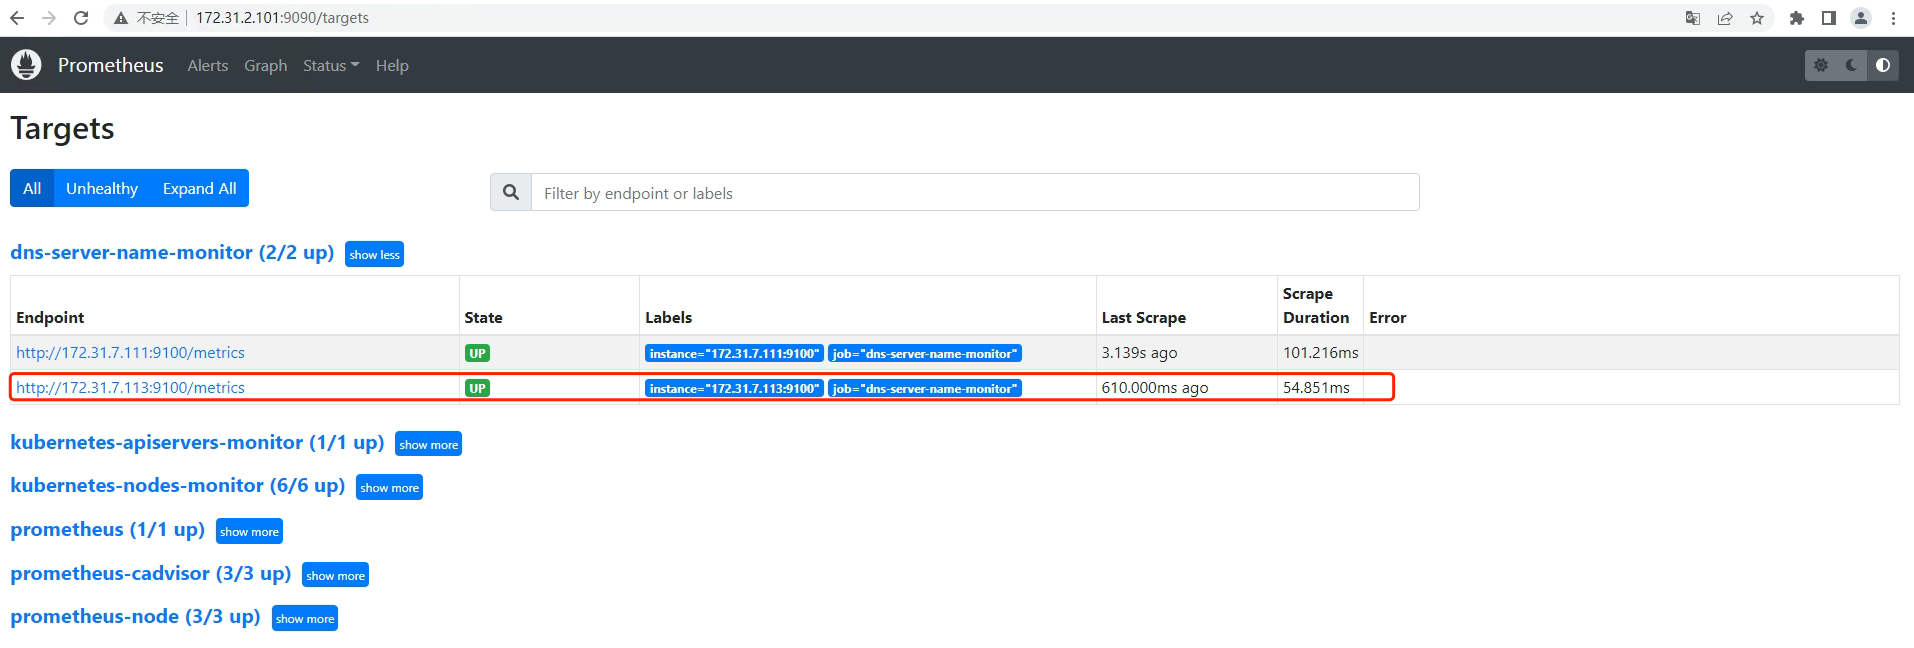 不安全 172.31.2.101:9090/targets
Prometheus Alerts Graph Status Help
Targets
All Unhealthy Expand All Filter by endpoint or labels
dns-server-name-monitor (2/2 up) show less
Endpoint State Labels Last Scrape Scrape Duration Error
http://172.31.7.111:9100/metrics UP instance="172.31.7.111:9100" job="dns-server-name-monitor" 3.139s ago 101.216ms
http://172.31.7.113:9100/metrics UP instance="172.31.7.113:9100" job="dns-server-name-monitor" 610.000ms ago 54.851ms
kubernetes-apiservers-monitor (1/1 up) show more
kubernetes-nodes-monitor (6/6 up) show more
prometheus (1/1 up) show more
prometheus-cadvisor (3/3 up) show more
prometheus-node (3/3 up) show more